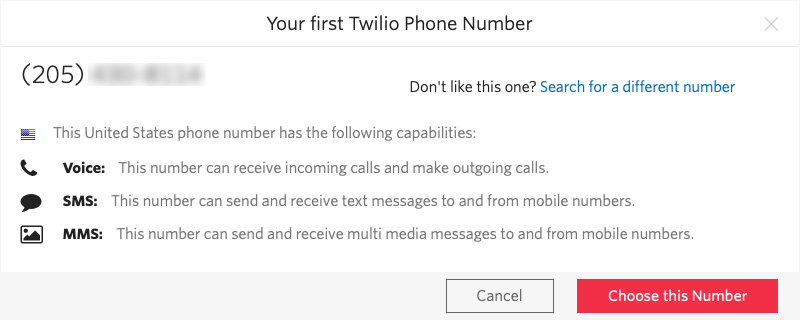 Your first Twilio Phone Number
(205)
Don't like this one? Search for a different number
This United States phone number has the following capabilities:
Voice: This number can receive incoming calls and make outgoing calls.
SMS: This number can send and receive text messages to and from mobile numbers.
MMS: This number can send and receive multi media messages to and from mobile numbers.
Cancel
Choose this Number